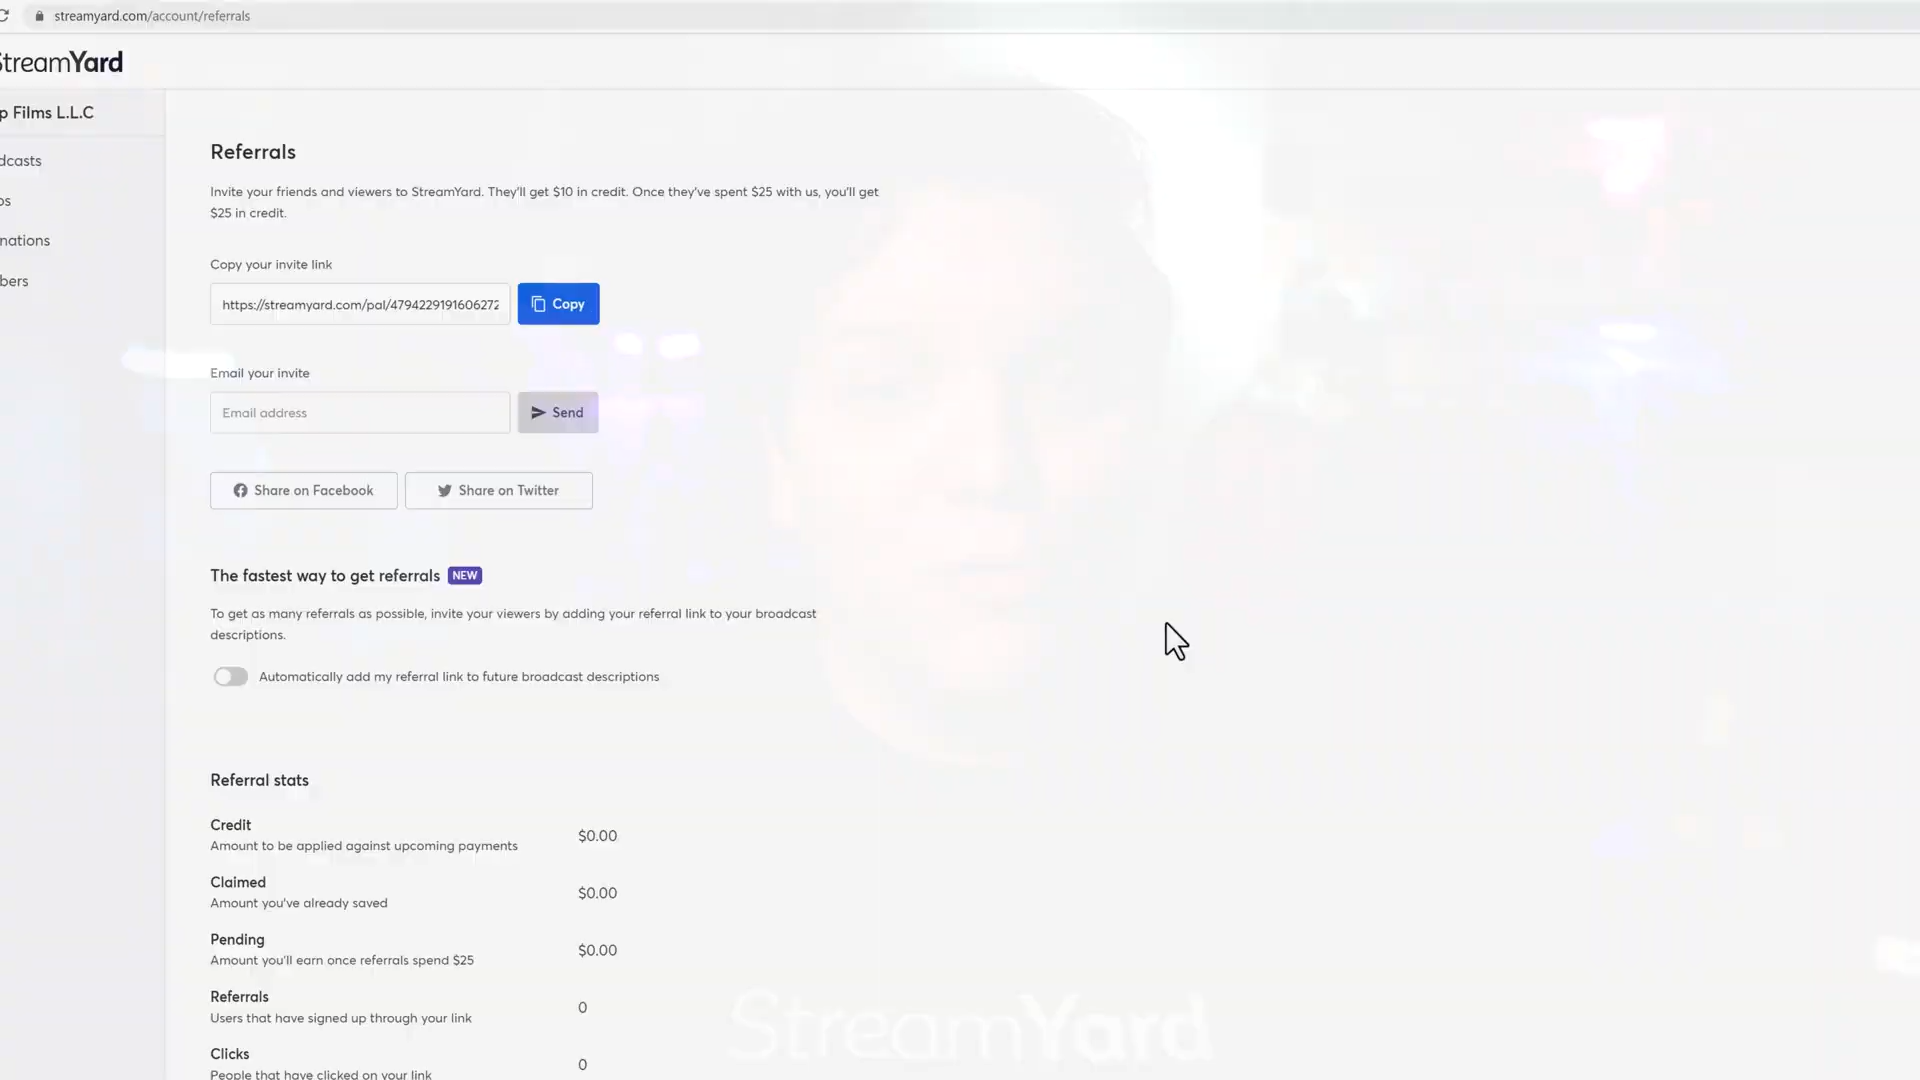 streamyard.com/account/referrals
StreamYard
p Films L.L.C
dcasts
os
nations
bers
Referrals
Invite your friends and viewers to StreamYard. They'll get $10 in credit. Once they've spent $25 with us, you'll get
$25 in credit.
Copy your invite link
https://streamyard.com/pal/4794229191606272
Copy
Email your invite
Email address
Send
Share on Facebook
Share on Twitter
The fastest way to get referrals NEW
To get as many referrals as possible, invite your viewers by adding your referral link to your broadcast
descriptions.
Automatically add my referral link to future broadcast descriptions
Referral stats
Credit
Amount to be applied against upcoming payments
$0.00
Claimed
Amount you've already saved
$0.00
Pending
Amount you'll earn once referrals spend $25
$0.00
Referrals
Users that have signed up through your link
0
Clicks
People that have clicked on your link
0
StreamYard